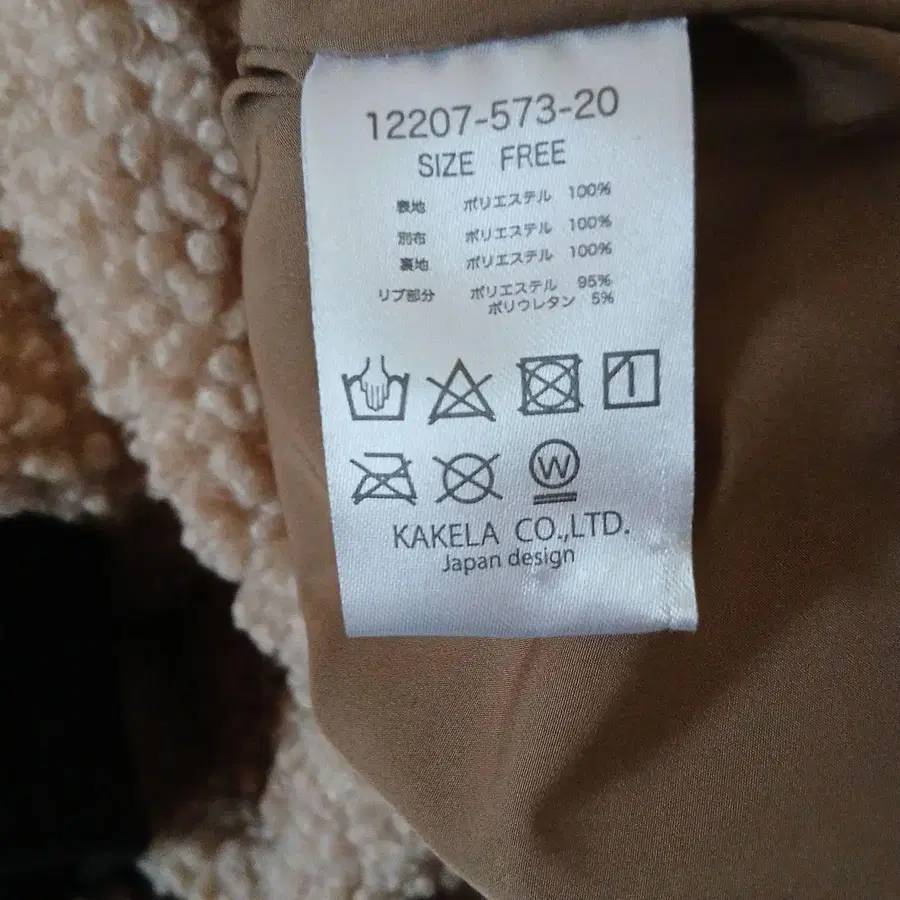 12207-573-20
SIZE FREE
表地 ポリエステル 100%
別布 ポリエステル 100%
裏地 ポリエステル 100%
リブ部分 ポリエステル 95%
ポリウレタン 5%
W
KAKELA CO.,LTD.
Japan design